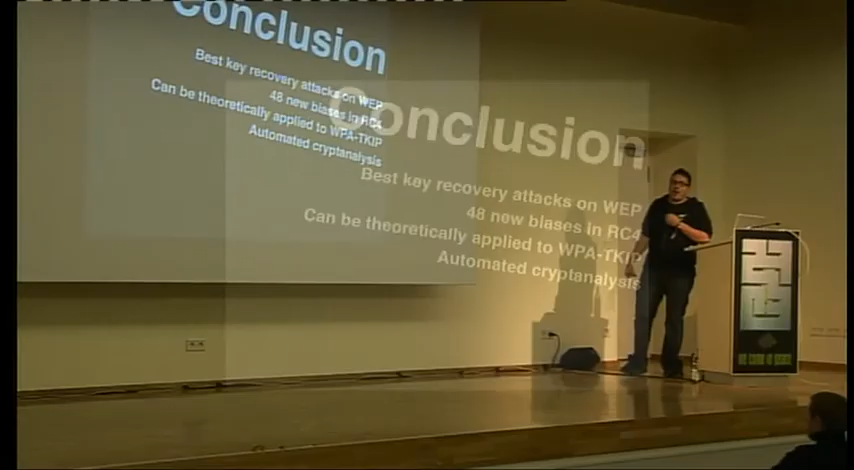 Conclusion
Best key recovery attacks on WEP
48 new biases in RC4
Can be theoretically applied to WPA-TKIP
Automated cryptanalysis
Conclusion
Best key recovery attacks on WEP
48 new biases in RC4
Can be theoretically applied to WPA-TKIP
Automated cryptanalysis